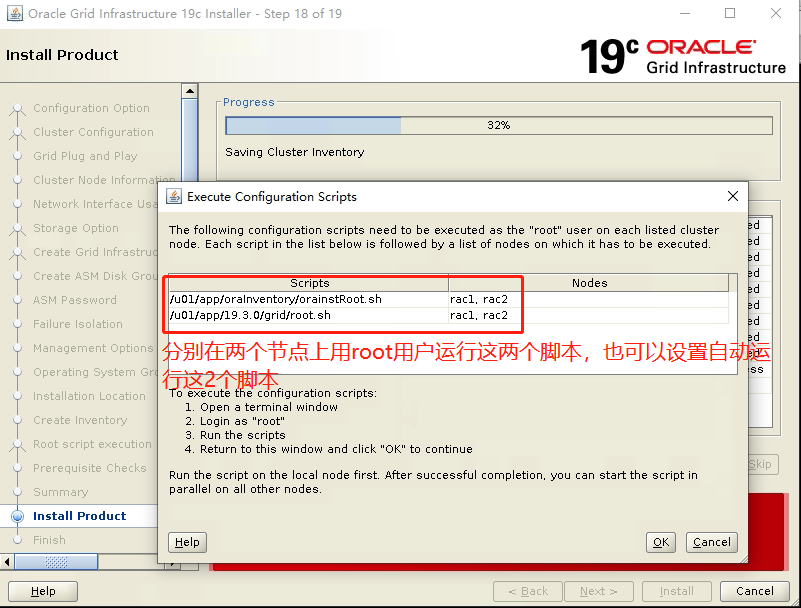 Oracle Grid Infrastructure 19c Installer - Step 18 of 19
Install Product
19c ORACLE
Grid Infrastructure
Configuration Option
Cluster Configuration
Grid Plug and Play
Cluster Node Information
Network Interface Usa
Storage Option
Create Grid Infrastruc
Create ASM Disk Grou
ASM Password
Failure Isolation
Management Options
Operating System Gro
Installation Location
Create Inventory
Root script execution
Prerequisite Checks
Summary
Install Product
Finish
Progress
32%
Saving Cluster Inventory
Execute Configuration Scripts
The following configuration scripts need to be executed as the "root" user on each listed cluster
node. Each script in the list below is followed by a list of nodes on which it has to be executed.
Scripts Nodes
/u01/app/oraInventory/orainstRoot.sh rac1, rac2
/u01/app/19.3.0/grid/root.sh rac1, rac2
分别在两个节点上用root用户运行这两个脚本，也可以设置自动运
行这2个脚本
To execute the configuration scripts:
1. Open a terminal window
2. Login as "root"
3. Run the scripts
4. Return to this window and click "OK" to continue
Run the script on the local node first. After successful completion, you can start the script in
parallel on all other nodes.
Help OK Cancel
ed
ed
ed
ed
ed
ed
ed
ess
Skip
Help < Back Next > Install Cancel